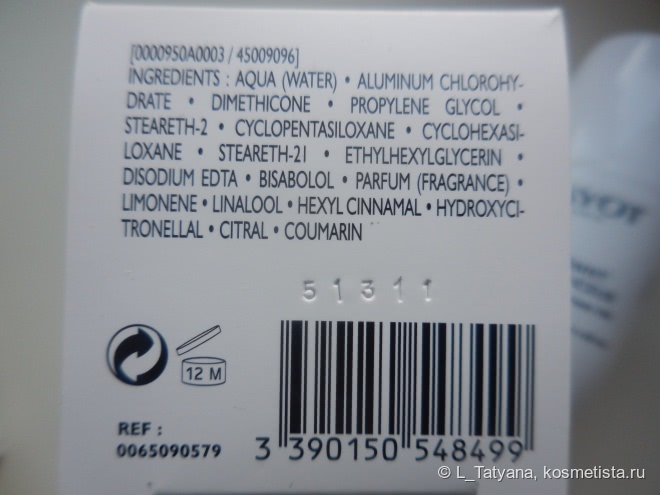 [0000950A0003 / 45009096]
INGREDIENTS : AQUA (WATER) • ALUMINUM CHLOROHY-
DRATE • DIMETHICONE • PROPYLENE GLYCOL •
STEARETH-2 • CYCLOPENTASILOXANE • CYCLOHEXASI-
LOXANE • STEARETH-21 • ETHYLHEXYLGLYCERIN •
DISODIUM EDTA • BISABOLOL • PARFUM (FRAGRANCE) •
LIMONENE • LINALOOL • HEXYL CINNAMAL • HYDROXYCI-
TRONELLAL • CITRAL • COUMARIN
51311
12 M
REF :
0065090579
3 390150 548499
© L_Tatyana, kosmetista.ru